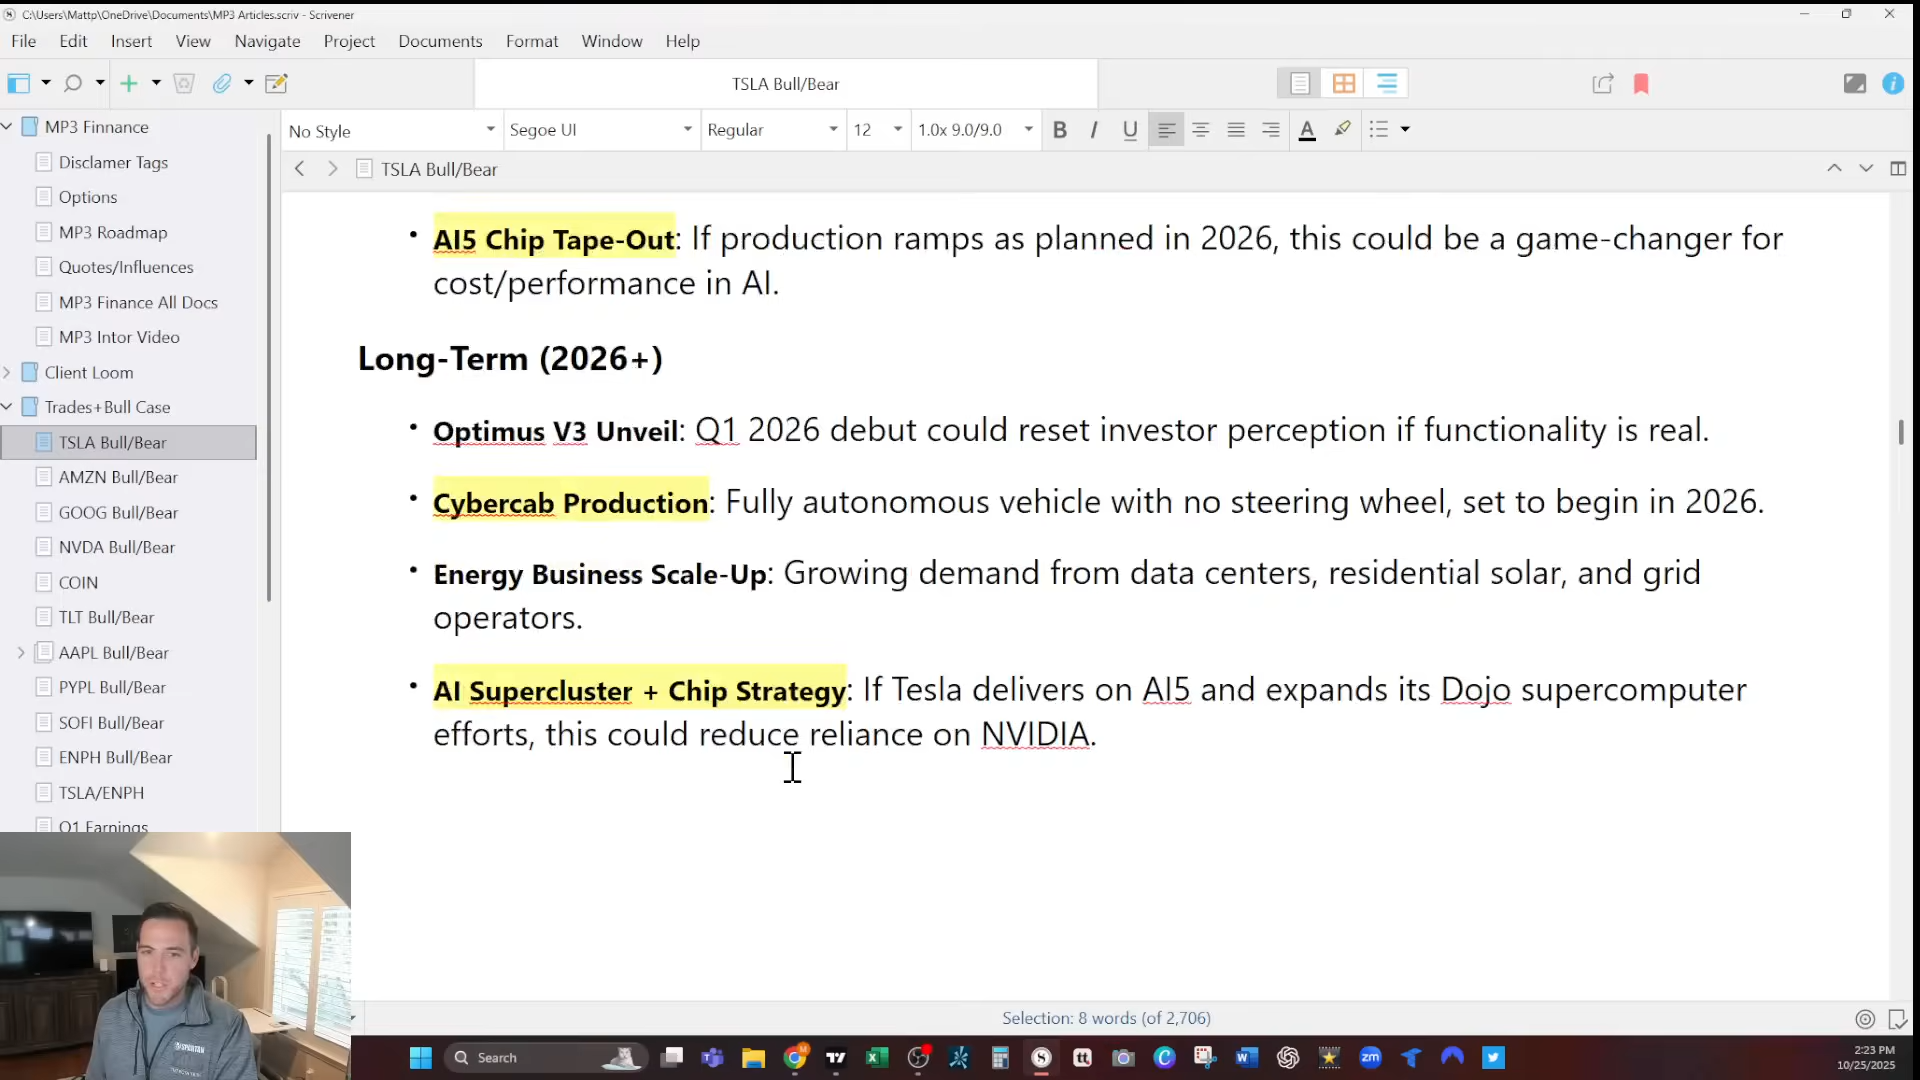 C:\Users\Mattp\OneDrive\Documents\MP3 Articles.scriv - Scrivener
File Edit Insert View Navigate Project Documents Format Window Help
TSLA Bull/Bear
No Style Segoe UI Regular 12 1.0x 9.0/9.0 B I U A
TSLA Bull/Bear
MP3 Finnance
Disclamer Tags
Options
MP3 Roadmap
Quotes/Influences
MP3 Finance All Docs
MP3 Intor Video
Client Loom
Trades+Bull Case
TSLA Bull/Bear
AMZN Bull/Bear
GOOG Bull/Bear
NVDA Bull/Bear
COIN
TLT Bull/Bear
AAPL Bull/Bear
PYPL Bull/Bear
SOFI Bull/Bear
ENPH Bull/Bear
TSLA/ENPH
Q1 Earnings
• AI5 Chip Tape-Out: If production ramps as planned in 2026, this could be a game-changer for
cost/performance in AI.
Long-Term (2026+)
• Optimus V3 Unveil: Q1 2026 debut could reset investor perception if functionality is real.
• Cybercab Production: Fully autonomous vehicle with no steering wheel, set to begin in 2026.
• Energy Business Scale-Up: Growing demand from data centers, residential solar, and grid
operators.
• AI Supercluster + Chip Strategy: If Tesla delivers on AI5 and expands its Dojo supercomputer
efforts, this could reduce reliance on NVIDIA.
Selection: 8 words (of 2,706)
Search
2:23 PM
10/25/2025